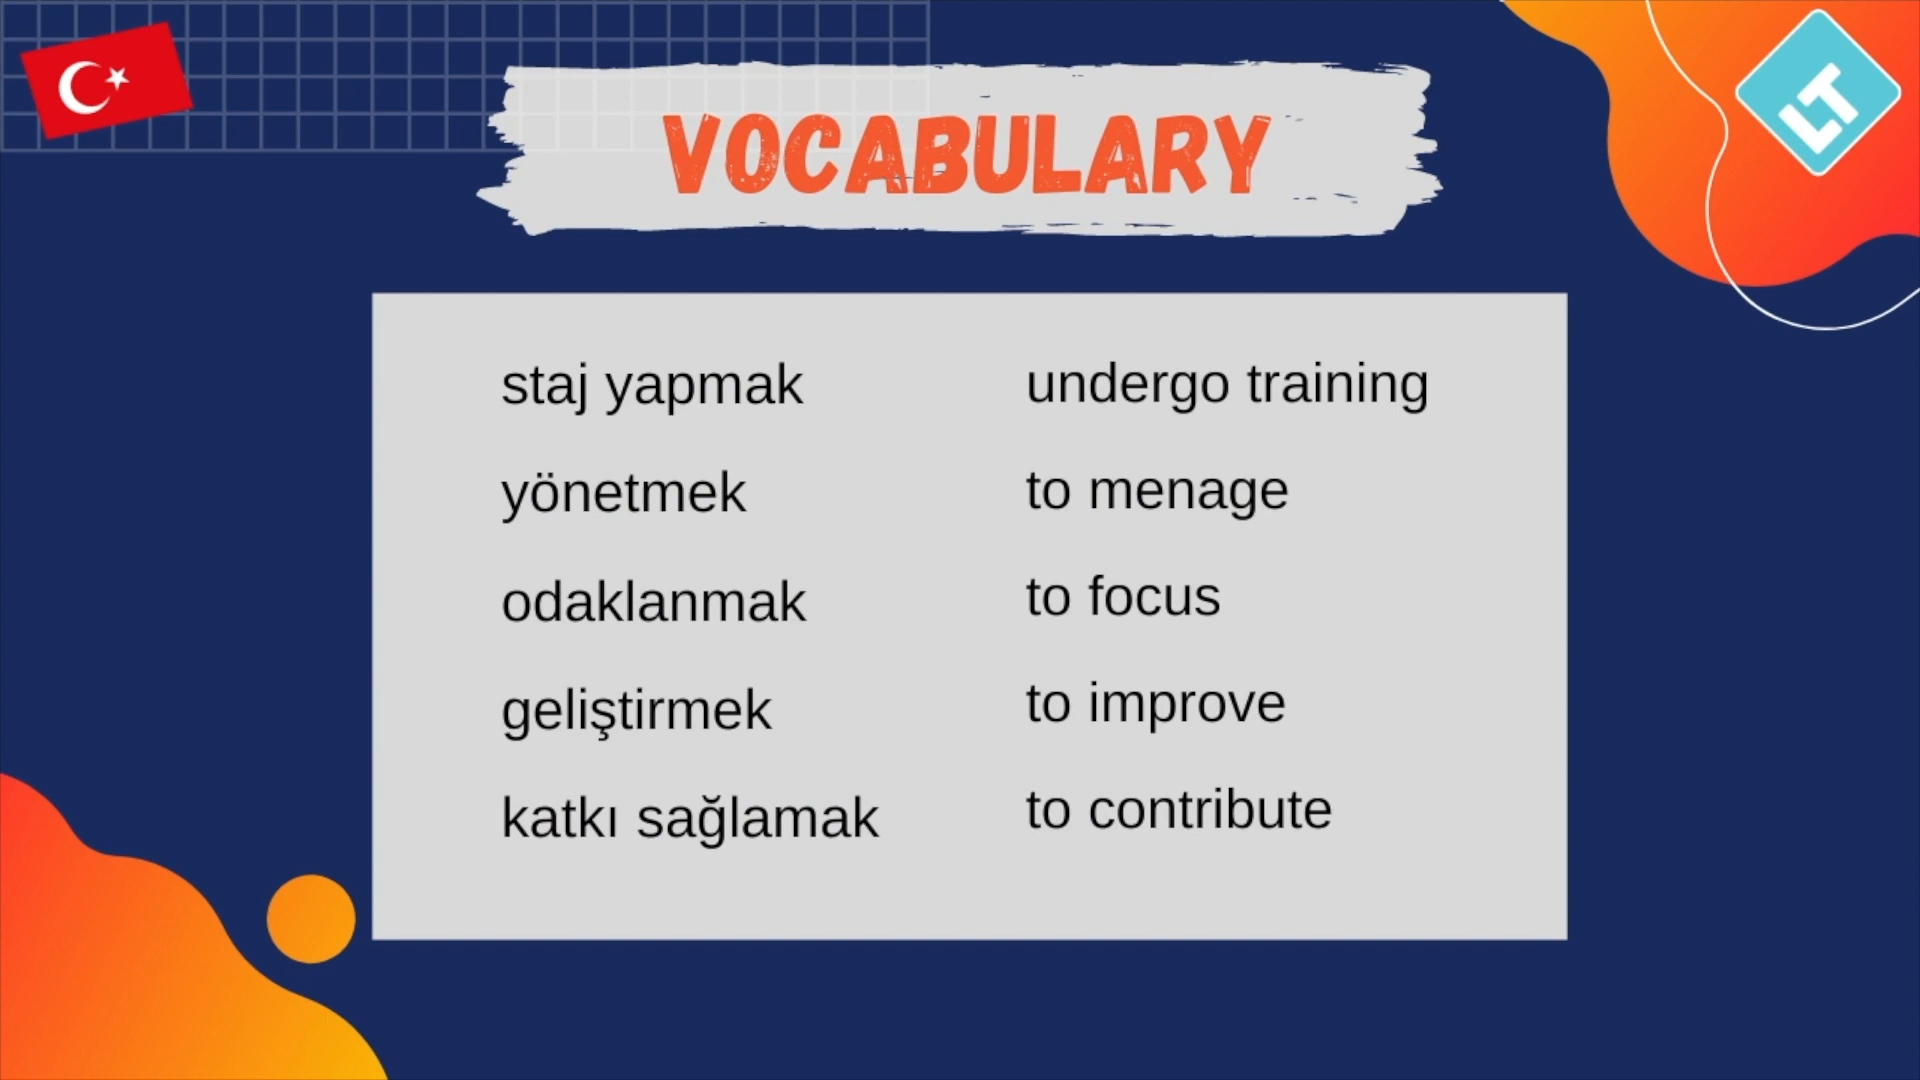 VOCABULARY
LT
staj yapmak undergo training
yönetmek to menage
odaklanmak to focus
geliştirmek to improve
katkı sağlamak to contribute